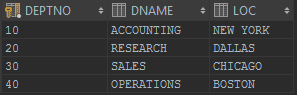 DEPTNO DNAME LOC
10 ACCOUNTING NEW YORK
20 RESEARCH DALLAS
30 SALES CHICAGO
40 OPERATIONS BOSTON